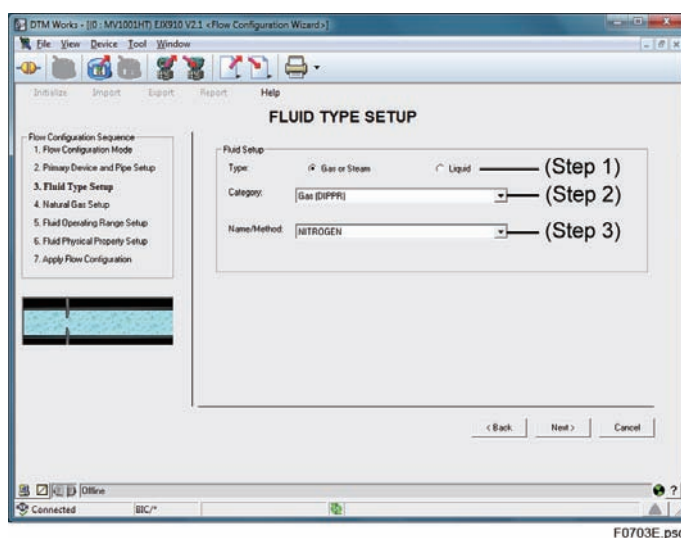 DTM Works - [(0 : MV1001HT) EJX910 V2.1 <Flow Configuration Wizard>]
File View Device Tool Window
Initialize Import Export Report Help
FLUID TYPE SETUP
Flow Configuration Sequence
1. Flow Configuration Mode
2. Primary Device and Pipe Setup
3. Fluid Type Setup
4. Natural Gas Setup
5. Fluid Operating Range Setup
6. Fluid Physical Property Setup
7. Apply Flow Configuration
Fluid Setup
Type: Gas or Steam Liquid (Step 1)
Category: Gas (DIPPR) (Step 2)
Name/Method: NITROGEN (Step 3)
< Back Next > Cancel
Offline
Connected BIC/*
F0703E.psd